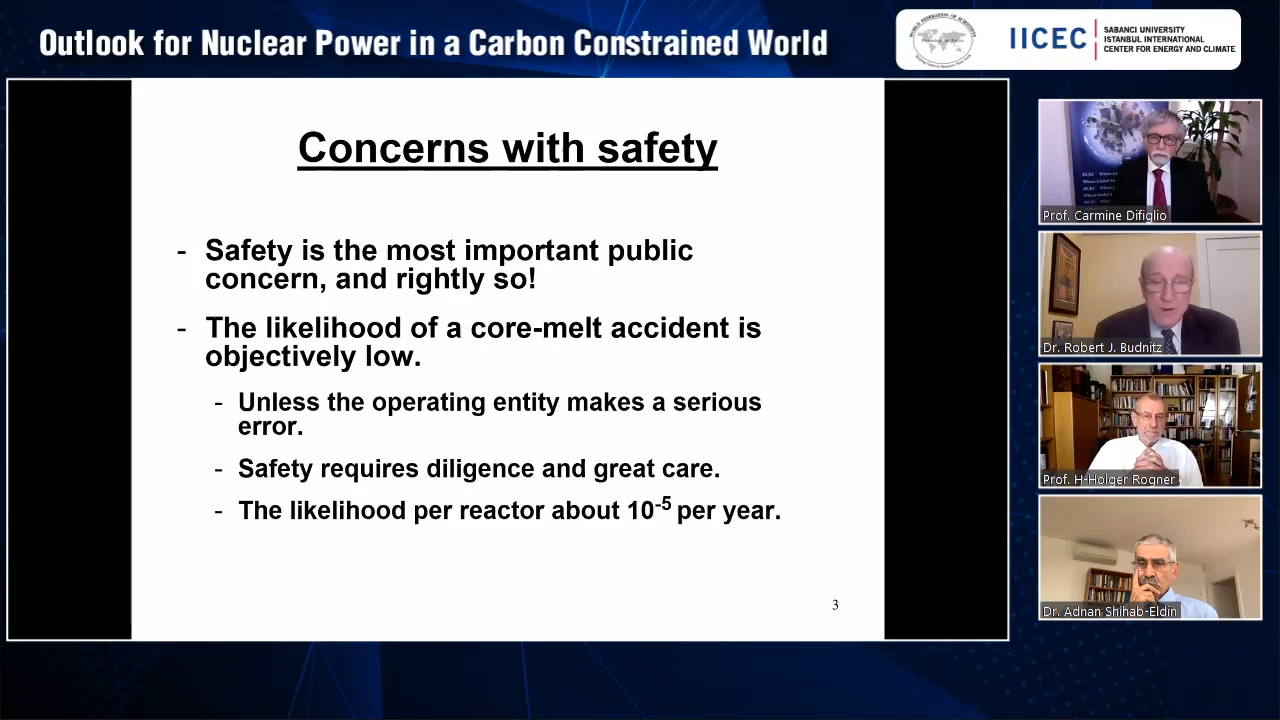 Outlook for Nuclear Power in a Carbon Constrained World
IICEC
SABANCI UNIVERSITY
ISTANBUL INTERNATIONAL
CENTER FOR ENERGY AND CLIMATE
Concerns with safety
- Safety is the most important public
concern, and rightly so!
- The likelihood of a core-melt accident is
objectively low.
- Unless the operating entity makes a serious
error.
- Safety requires diligence and great care.
- The likelihood per reactor about 10⁻⁵ per year.
3
Prof. Carmine Difiglio
Dr. Robert J. Budnitz
Prof. H-Holger Rogner
Dr. Adnan Shihab-Eldin